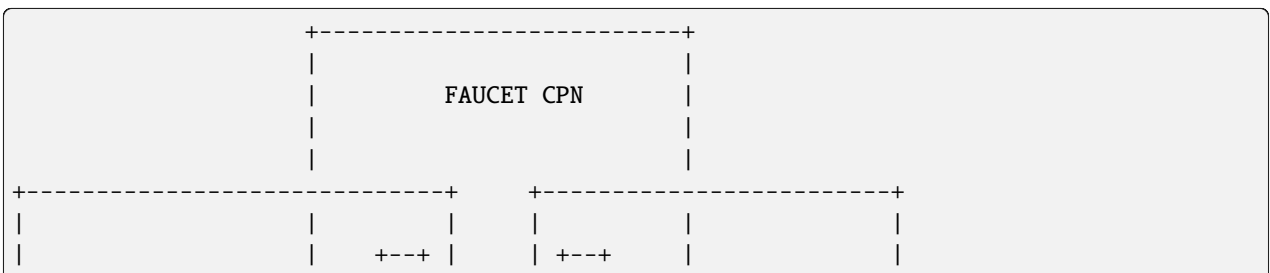 +---------------------------+
                     |                           |
                     |         FAUCET CPN        |
                     |                           |
                     |                           |
+------------------------------+     +-------------------------+
|                    |         |     |          |              |
|                    |    +--+ |     | +--+     |              |